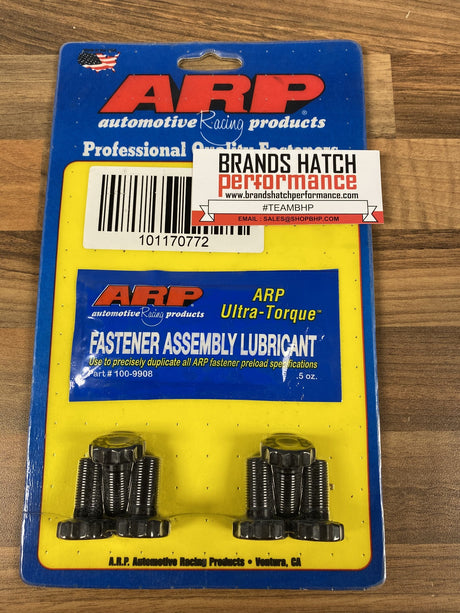 ARP
automotive Racing products
Professional Quality Fasteners
BRANDS HATCH
performance
www.brandshatchperformance.com
#TEAMBHP
EMAIL : SALES@SHOPBHP.COM
101170772
ARP
automotive Racing products
ARP
Ultra-Torque™
FASTENER ASSEMBLY LUBRICANT
Use to precisely duplicate all ARP fastener preload specifications
Part # 100-9908
.5 oz.
A.R.P. Automotive Racing Products • Ventura, CA